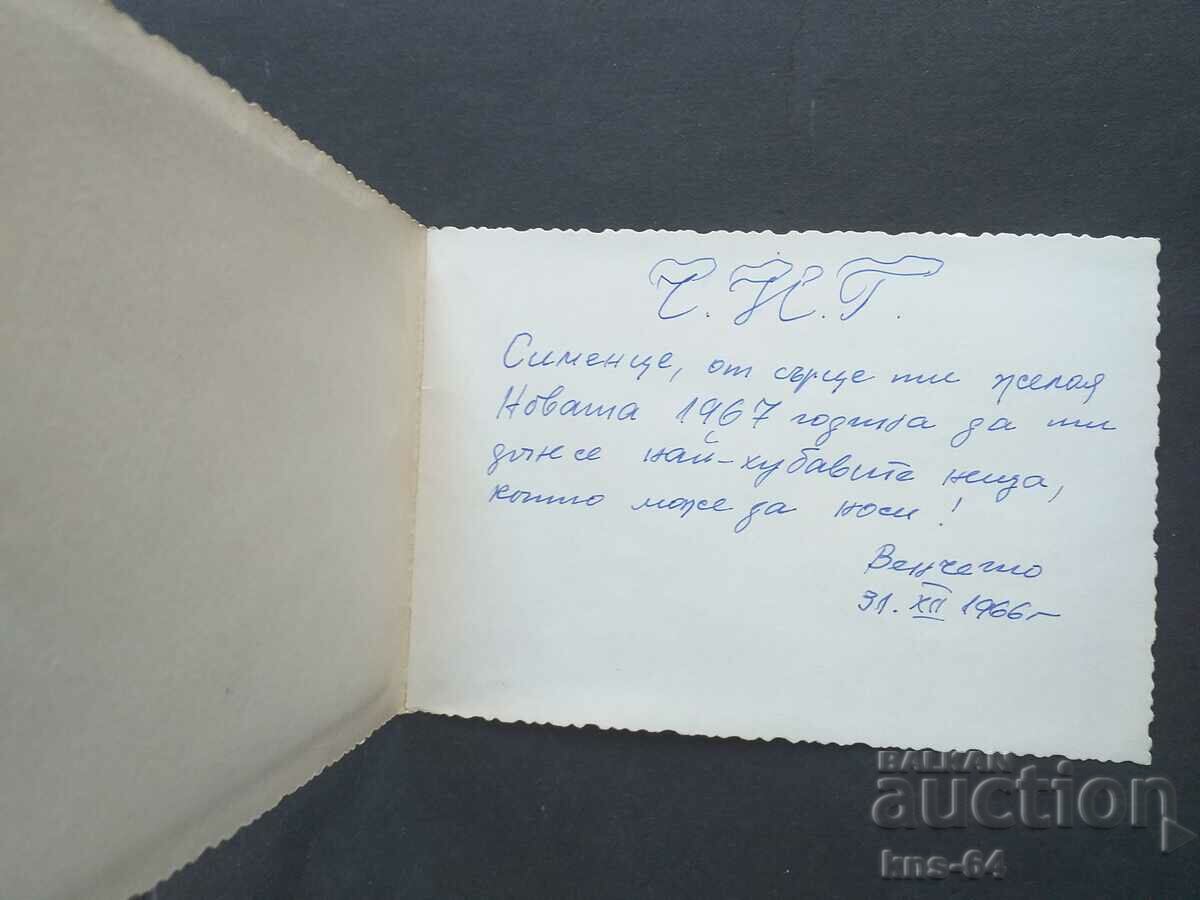 Ч.Н.Г.
Сименце, от сърце ти желая
Новата 1967 година да ти
донесе най-хубавите неща,
които може да носи!
Венчето
31. XII 1966 г
BALKAN
auction
kns-64